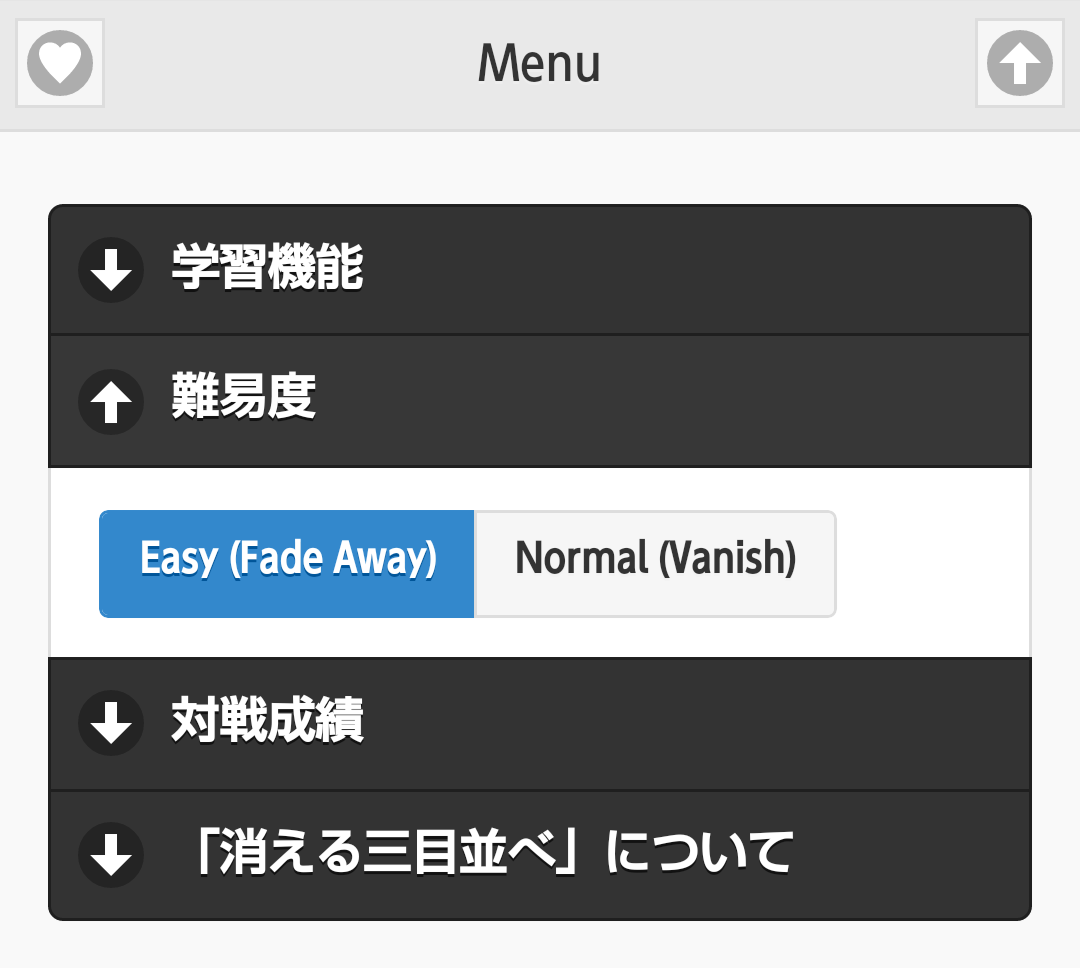 Menu
学習機能
難易度
Easy (Fade Away)
Normal (Vanish)
対戦成績
「消える三目並べ」について